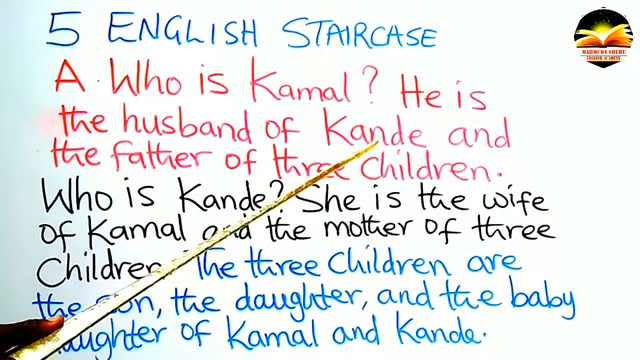 5 ENGLISH STAIRCASE
A Who is Kamal? He is
the husband of Kande and
the father of three Children.
Who is Kande? She is the wife
of Kamal and the mother of three
Children. The three Children are
the son, the daughter, and the baby
daughter of Kamal and Kande.